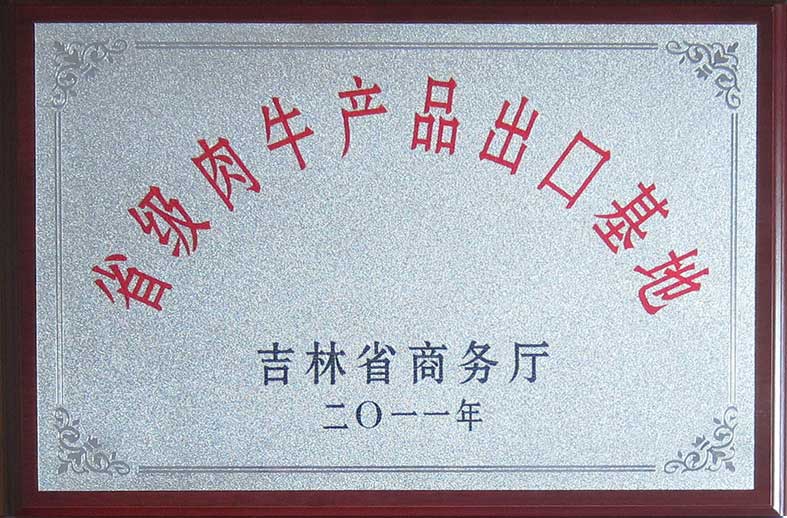 省级肉牛产品出口基地
吉林省商务厅
二〇一一年